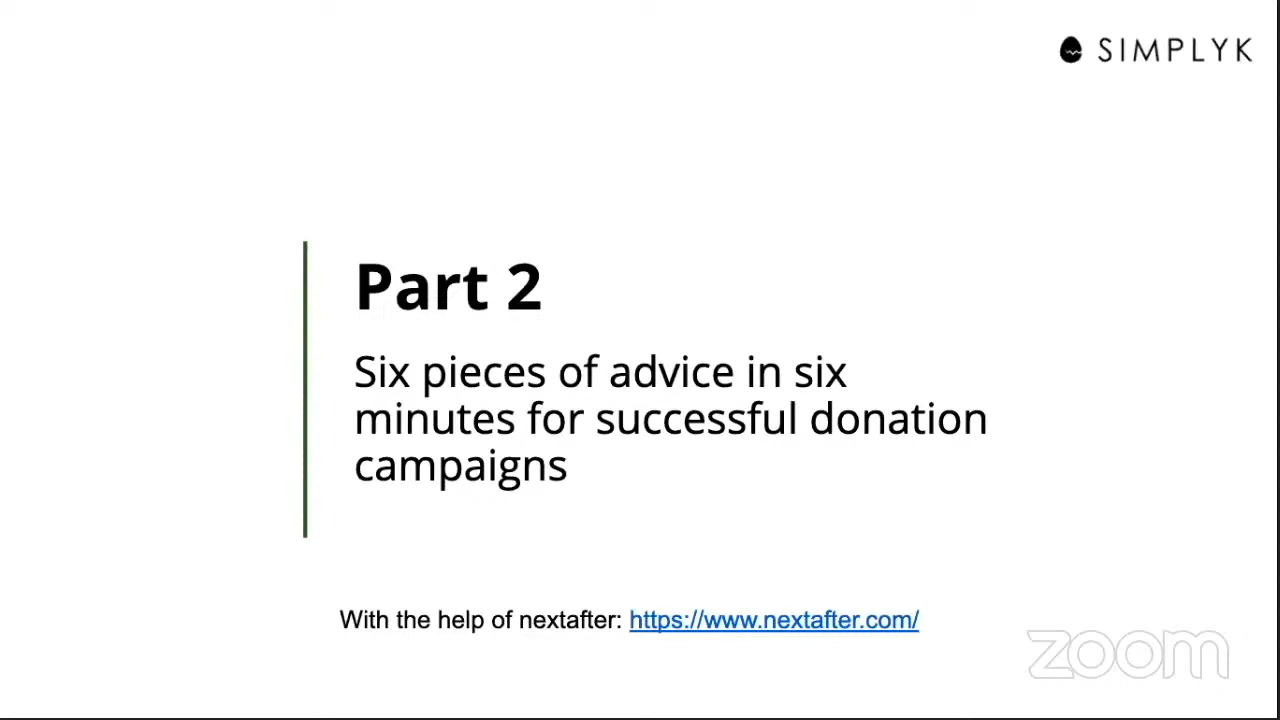 SIMPLYK
Part 2
Six pieces of advice in six
minutes for successful donation
campaigns
With the help of nextafter: https://www.nextafter.com/
zoom